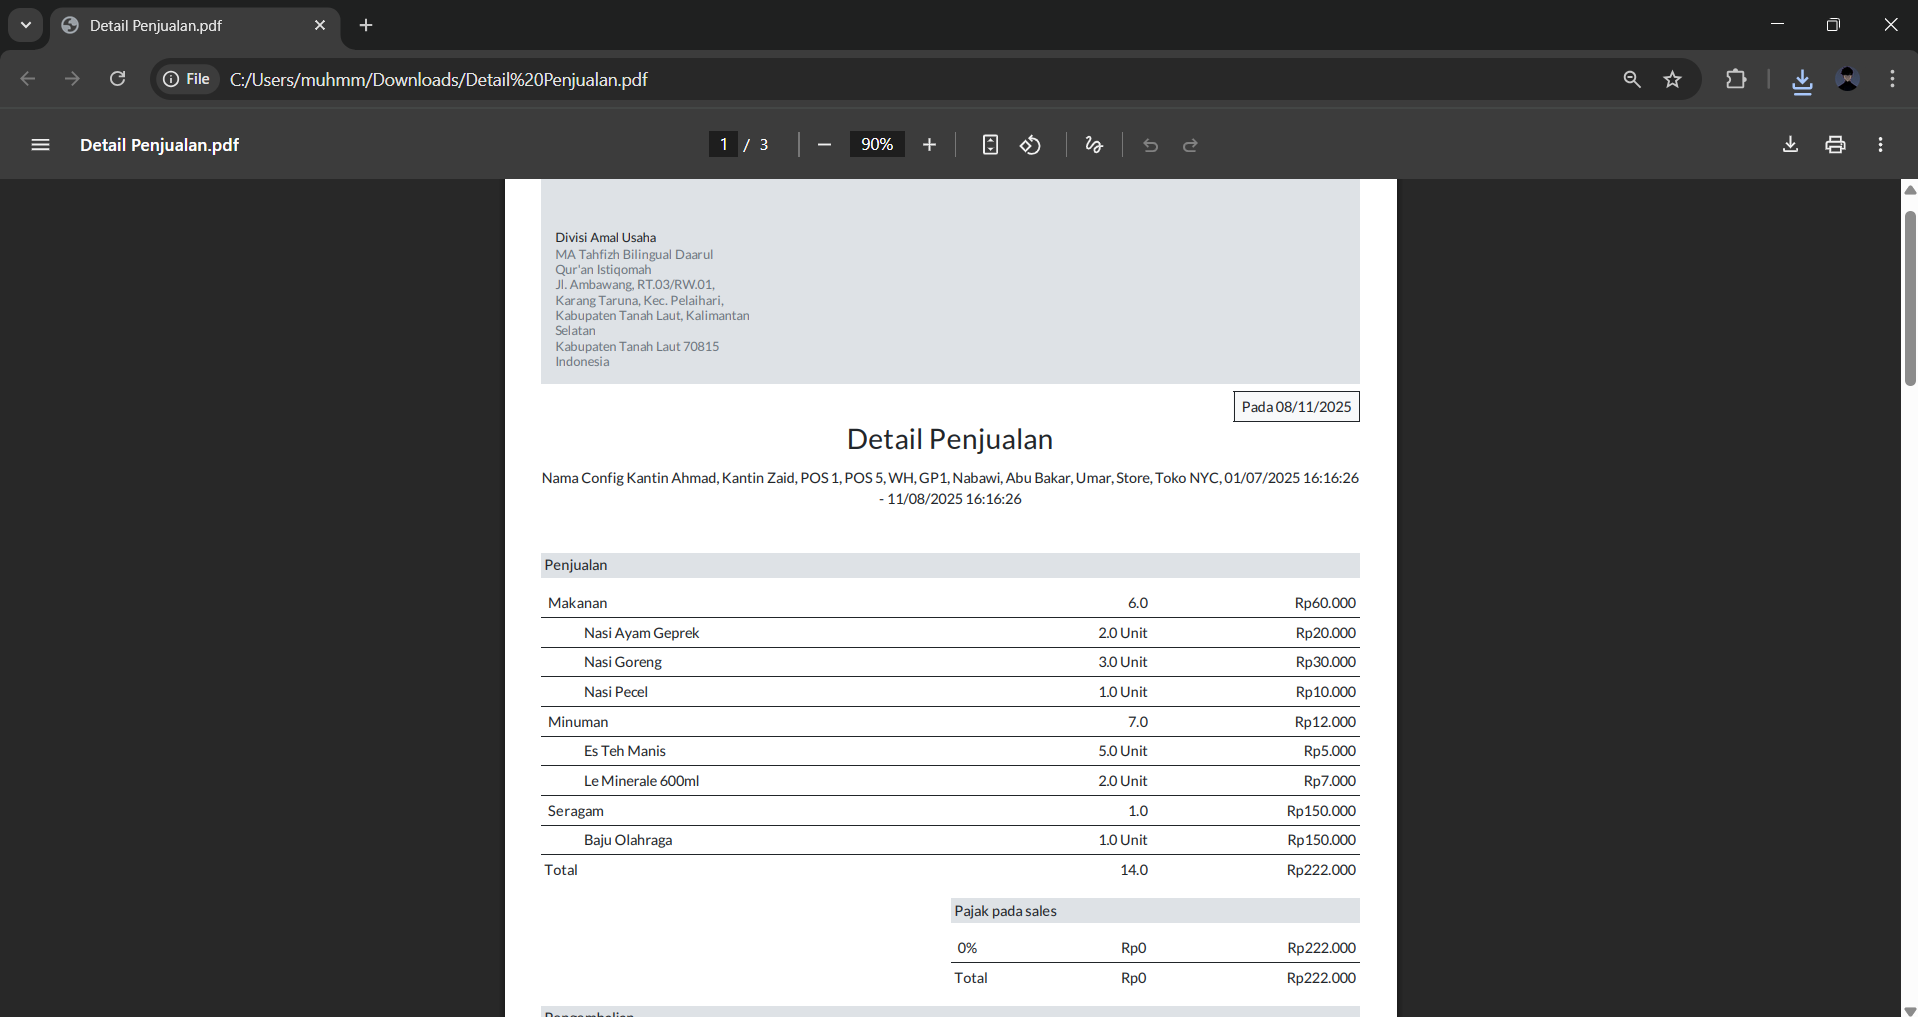 Detail Penjualan.pdf
File C:/Users/muhmm/Downloads/Detail%20Penjualan.pdf
Detail Penjualan.pdf 1 / 3 90%
Divisi Amal Usaha
MA Tahfizh Bilingual Daarul
Qur'an Istiqomah
Jl. Ambawang, RT.03/RW.01,
Karang Taruna, Kec. Pelaihari,
Kabupaten Tanah Laut, Kalimantan
Selatan
Kabupaten Tanah Laut 70815
Indonesia
Pada 08/11/2025
Detail Penjualan
Nama Config Kantin Ahmad, Kantin Zaid, POS 1, POS 5, WH, GP1, Nabawi, Abu Bakar, Umar, Store, Toko NYC, 01/07/2025 16:16:26
- 11/08/2025 16:16:26
Penjualan
Makanan 6.0 Rp60.000
Nasi Ayam Geprek 2.0 Unit Rp20.000
Nasi Goreng 3.0 Unit Rp30.000
Nasi Pecel 1.0 Unit Rp10.000
Minuman 7.0 Rp12.000
Es Teh Manis 5.0 Unit Rp5.000
Le Minerale 600ml 2.0 Unit Rp7.000
Seragam 1.0 Rp150.000
Baju Olahraga 1.0 Unit Rp150.000
Total 14.0 Rp222.000
Pajak pada sales
0% Rp0 Rp222.000
Total Rp0 Rp222.000